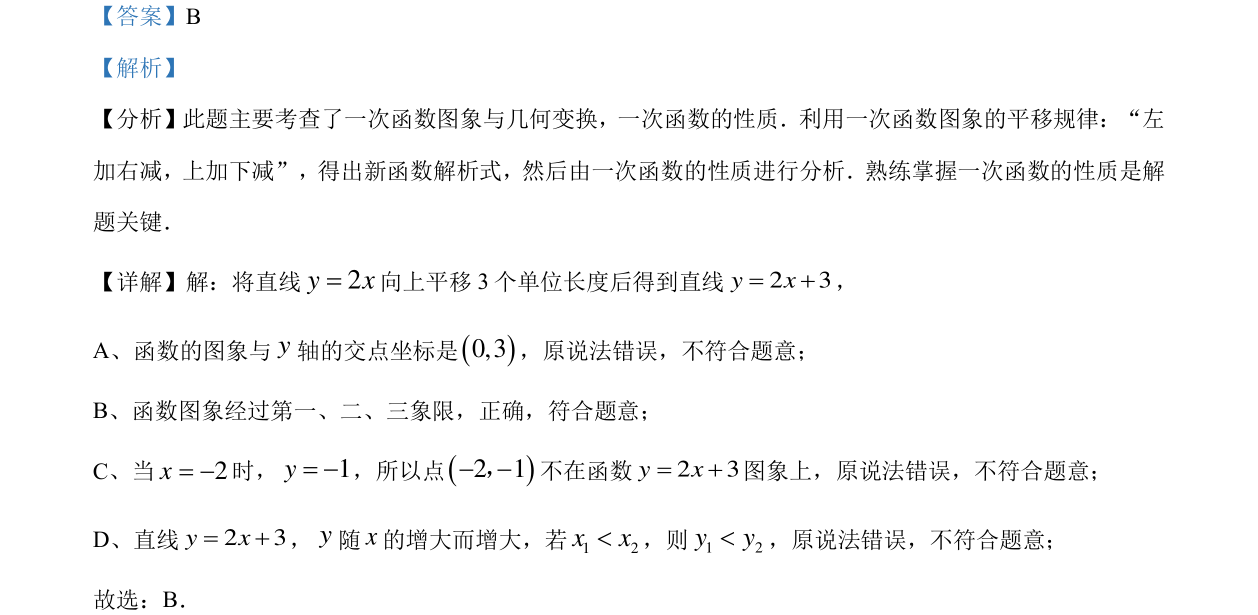 【答案】B
【解析】
【分析】此题主要考查了一次函数图象与几何变换，一次函数的性质．利用一次函数图象的平移规律：“左
加右减，上加下减”，得出新函数解析式，然后由一次函数的性质进行分析．熟练掌握一次函数的性质是解
题关键．
【详解】解：将直线 y = 2x 向上平移 3 个单位长度后得到直线 y = 2x + 3，
A、函数的图象与 y 轴的交点坐标是(0,3)，原说法错误，不符合题意；
B、函数图象经过第一、二、三象限，正确，符合题意；
C、当 x = −2 时， y = −1，所以点(−2,−1)不在函数 y = 2x + 3 图象上，原说法错误，不符合题意；
D、直线 y = 2x + 3， y 随 x 的增大而增大，若 x₁ < x₂，则 y₁ < y₂，原说法错误，不符合题意；
故选：B．